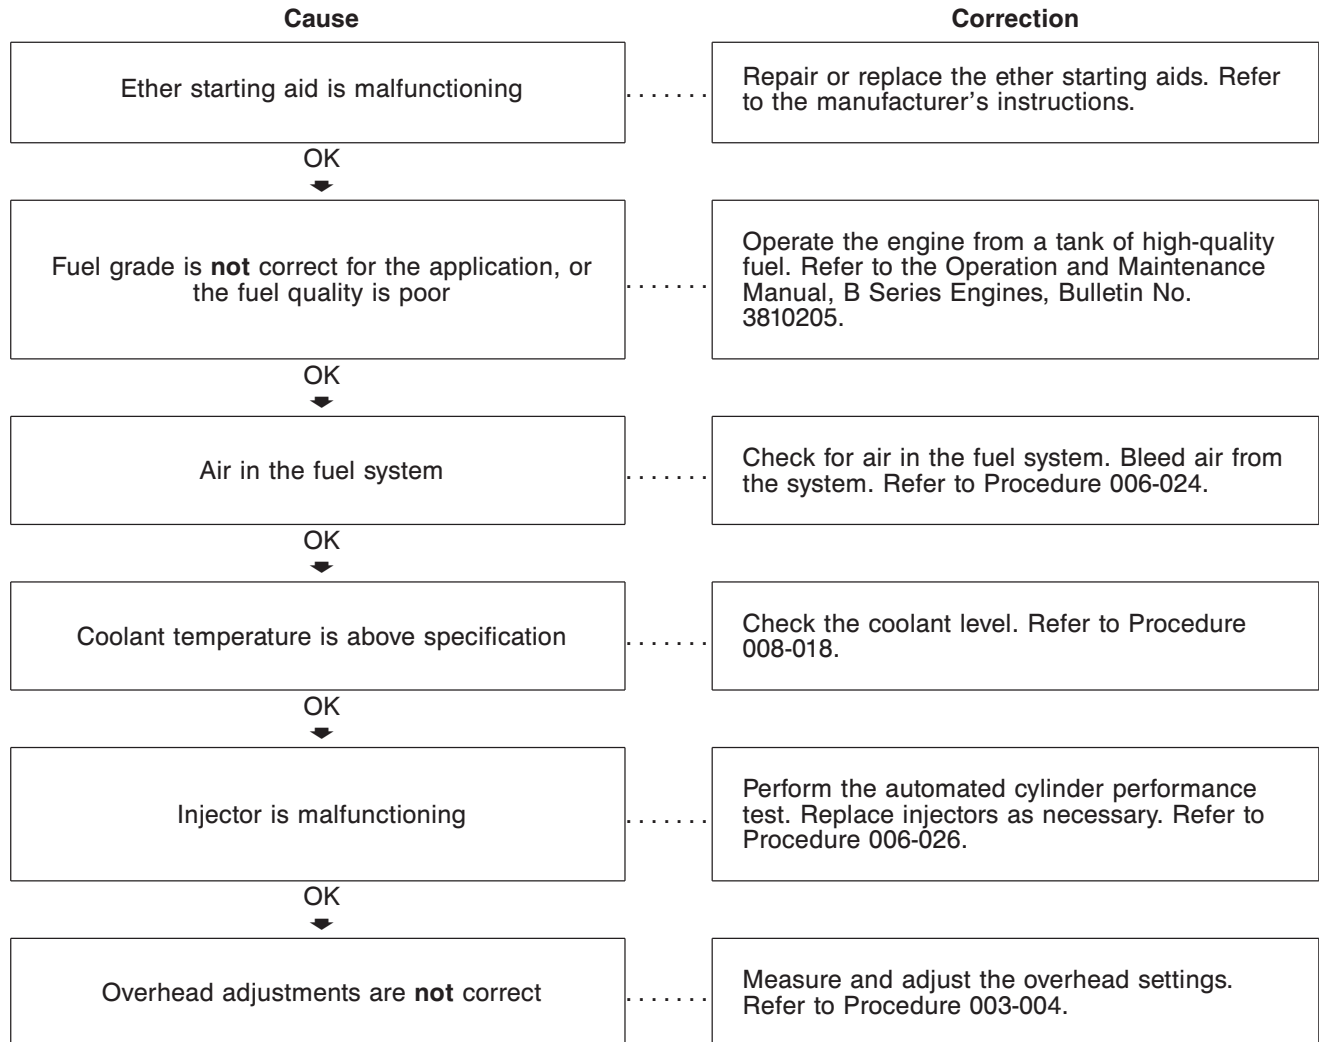 Cause
Correction
Ether starting aid is malfunctioning
. . . . . . .
Repair or replace the ether starting aids. Refer
to the manufacturer's instructions.
OK
Fuel grade is not correct for the application, or
the fuel quality is poor
. . . . . . .
Operate the engine from a tank of high-quality
fuel. Refer to the Operation and Maintenance
Manual, B Series Engines, Bulletin No.
3810205.
OK
Air in the fuel system
. . . . . . .
Check for air in the fuel system. Bleed air from
the system. Refer to Procedure 006-024.
OK
Coolant temperature is above specification
. . . . . . .
Check the coolant level. Refer to Procedure
008-018.
OK
Injector is malfunctioning
. . . . . . .
Perform the automated cylinder performance
test. Replace injectors as necessary. Refer to
Procedure 006-026.
OK
Overhead adjustments are not correct
. . . . . . .
Measure and adjust the overhead settings.
Refer to Procedure 003-004.